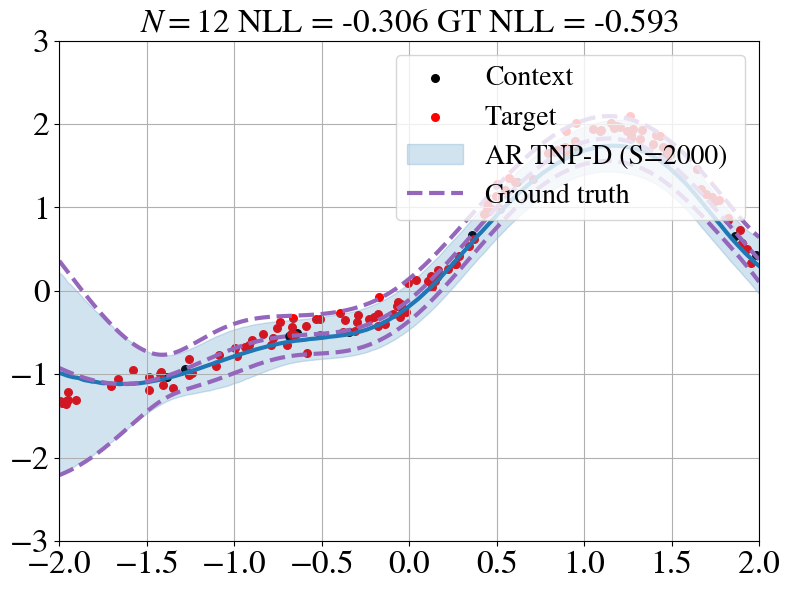 N = 12 NLL = -0.306 GT NLL = -0.593
3
2
1
0
−1
−2
−3
Context
Target
AR TNP-D (S=2000)
Ground truth
−2.0 −1.5 −1.0 −0.5 0.0 0.5 1.0 1.5 2.0